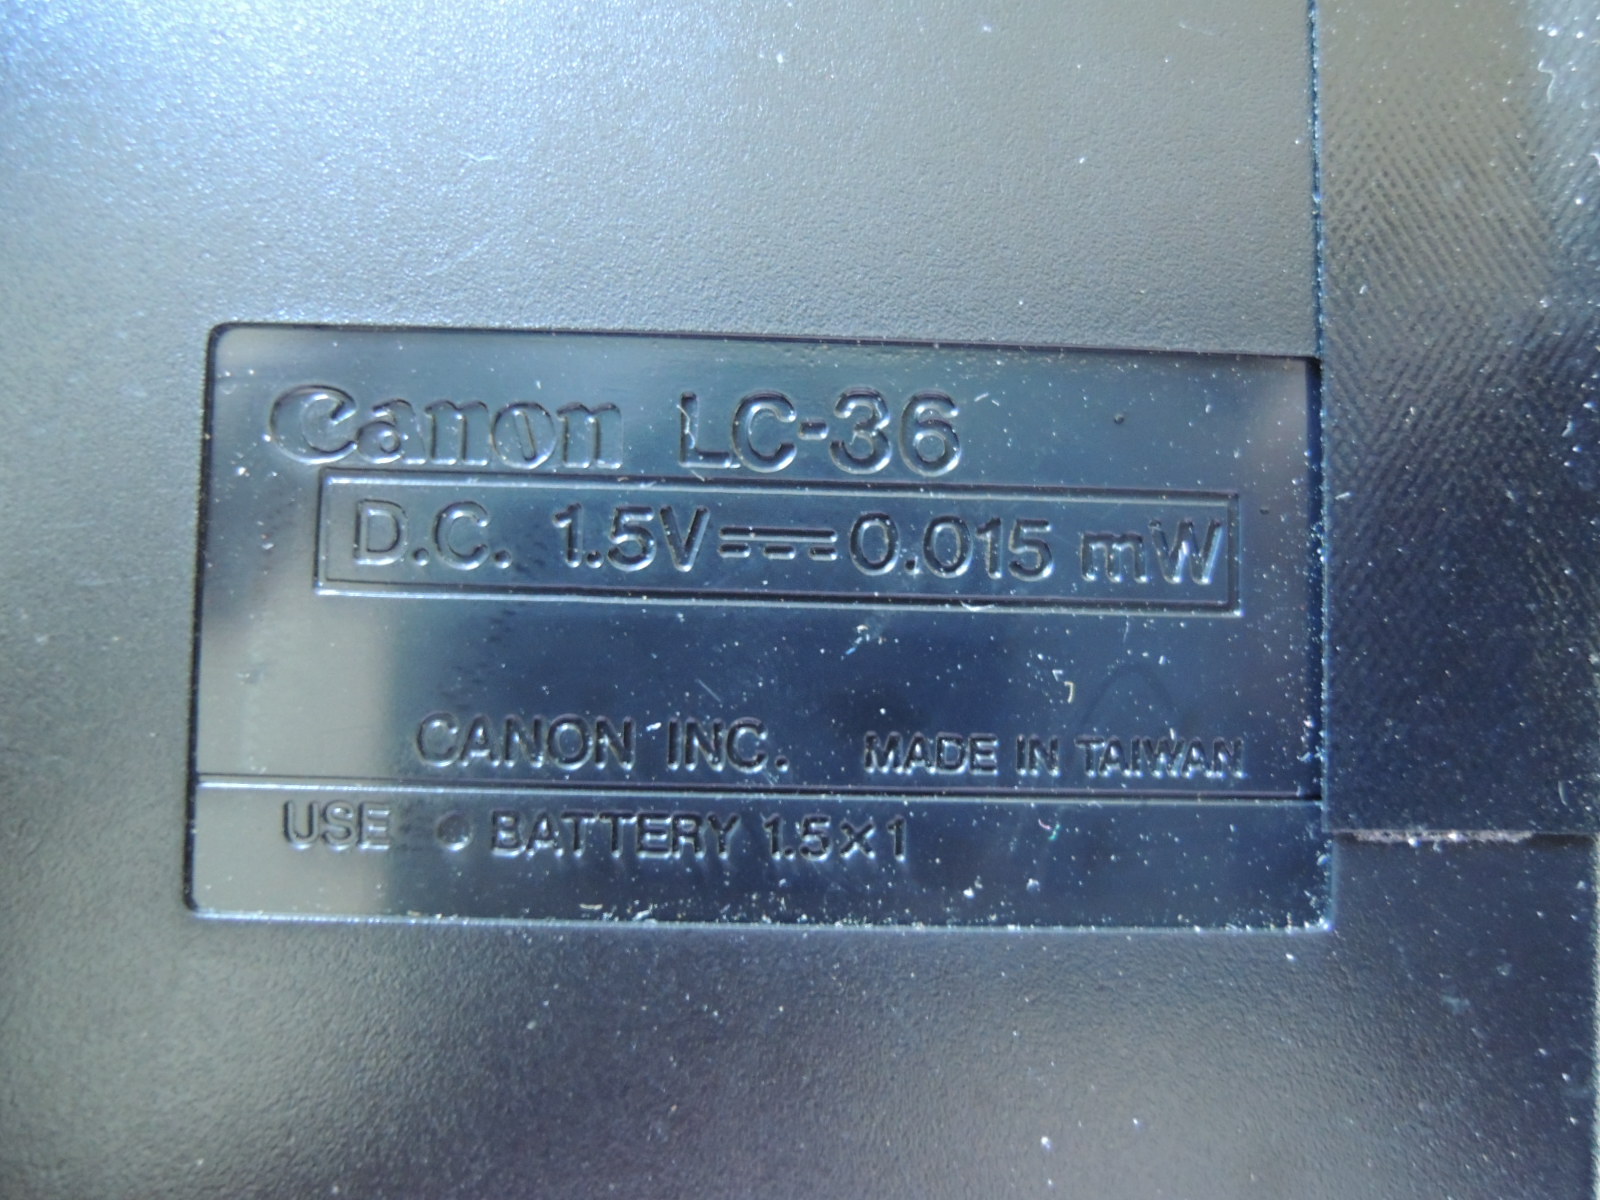 Canon LC-36
D.C. 1.5V⎓0.015 mW
CANON INC. MADE IN TAIWAN
USE ● BATTERY 1.5×1